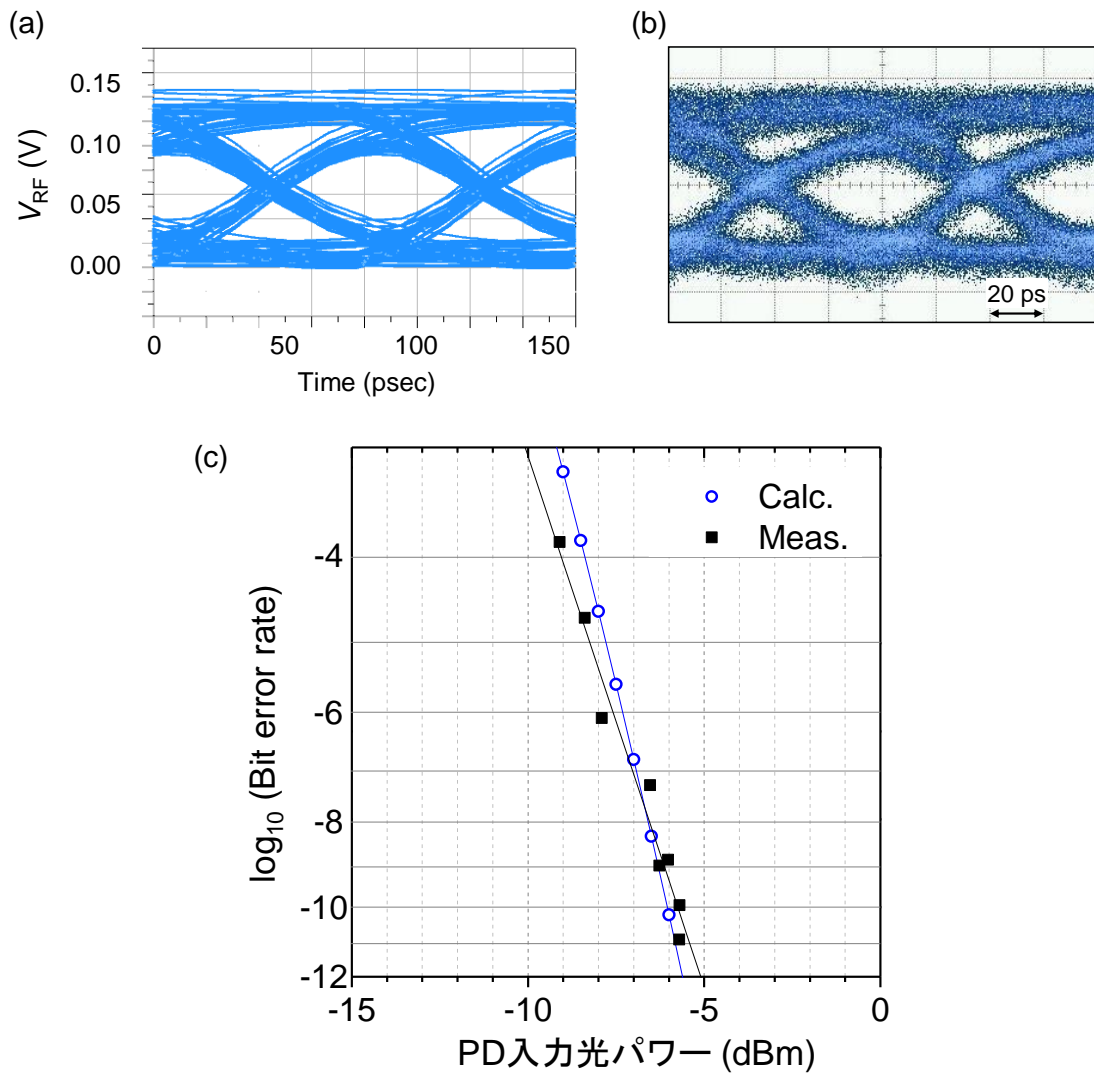 (a)
(b)
V_RF (V)
0.15
0.10
0.05
0.00
0
50
100
150
Time (psec)
20 ps
(c)
Calc.
Meas.
log₁₀ (Bit error rate)
-4
-6
-8
-10
-12
-15
-10
-5
0
PD入力光パワー (dBm)